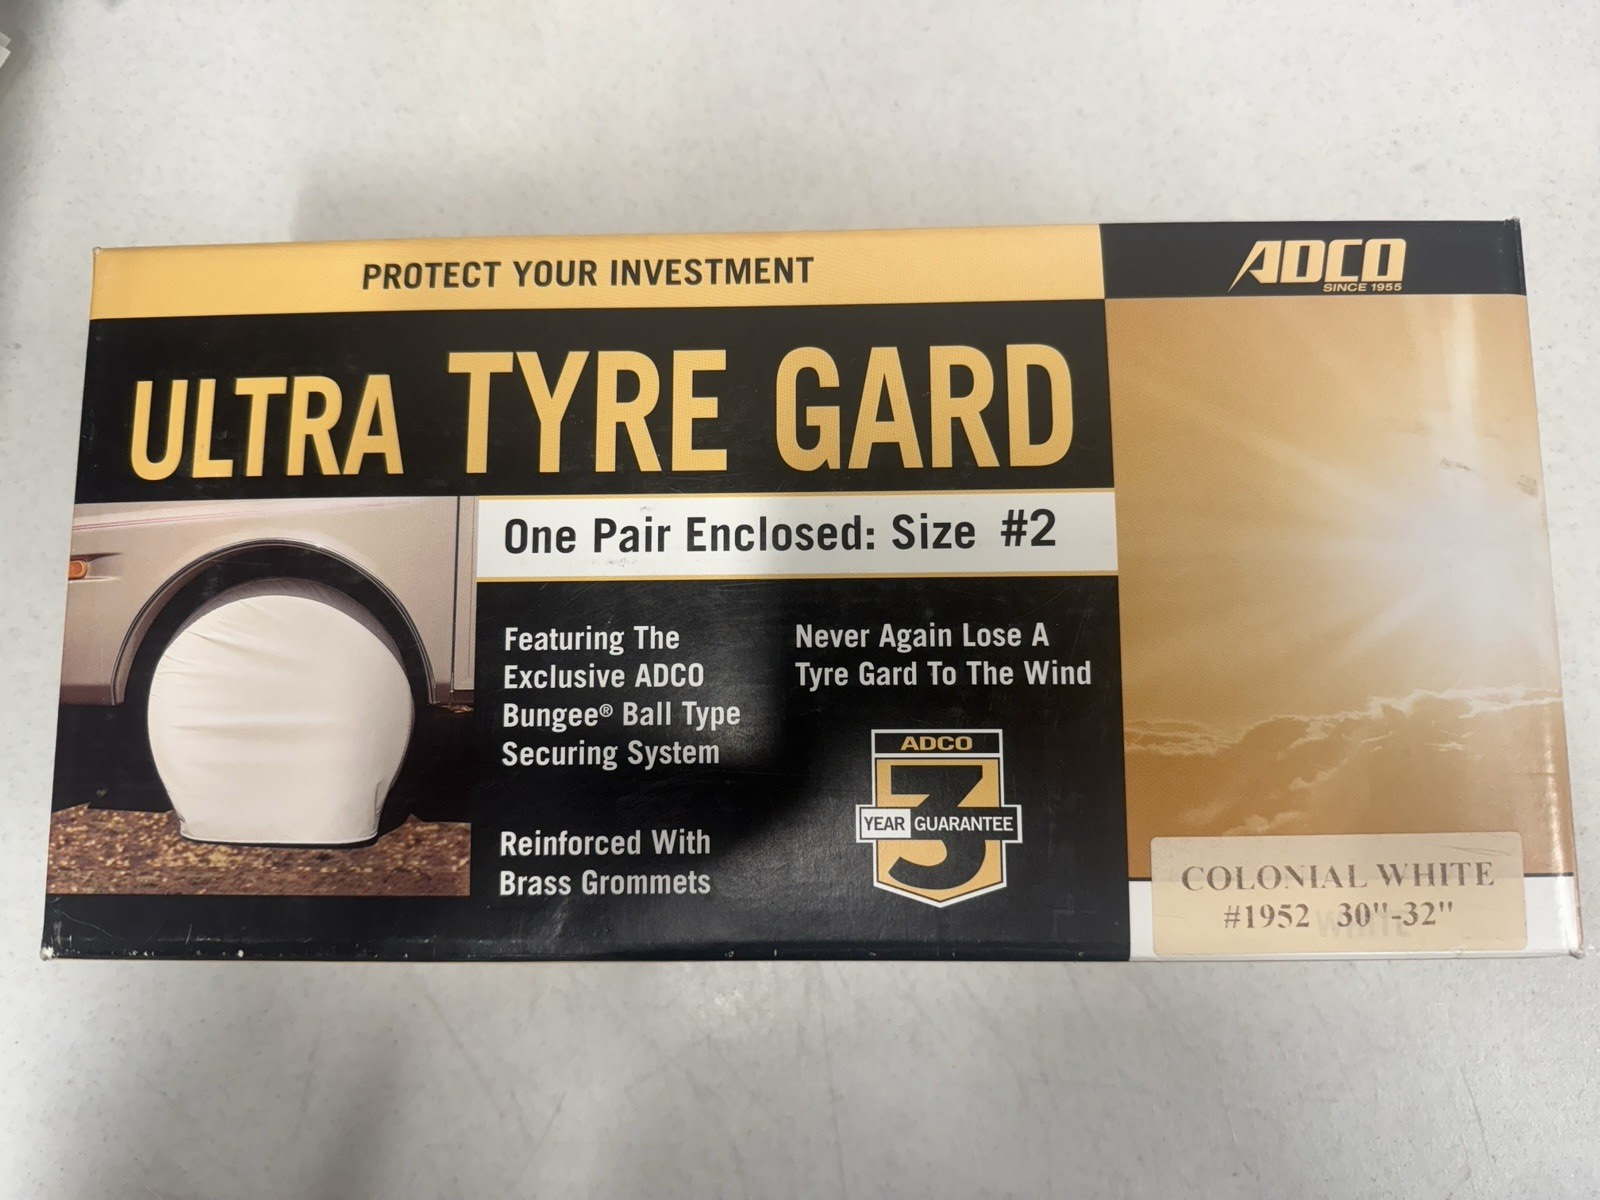 PROTECT YOUR INVESTMENT
ADCO
SINCE 1955
ULTRA TYRE GARD
One Pair Enclosed: Size #2
Featuring The
Exclusive ADCO
Bungee® Ball Type
Securing System
Never Again Lose A
Tyre Gard To The Wind
ADCO
3
YEAR GUARANTEE
Reinforced With
Brass Grommets
COLONIAL WHITE
#1952 30"-32"
WHITE